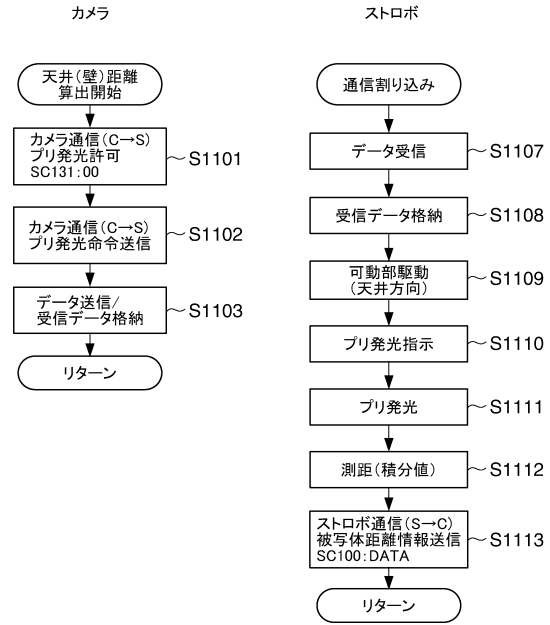 カメラ
天井(壁)距離
算出開始
カメラ通信(C→S)
プリ発光許可
SC131:00
S1101
カメラ通信(C→S)
プリ発光命令送信
S1102
データ送信/
受信データ格納
S1103
リターン
ストロボ
通信割り込み
データ受信
S1107
受信データ格納
S1108
可動部駆動
(天井方向)
S1109
プリ発光指示
S1110
プリ発光
S1111
測距(積分値)
S1112
ストロボ通信(S→C)
被写体距離情報送信
SC100:DATA
S1113
リターン